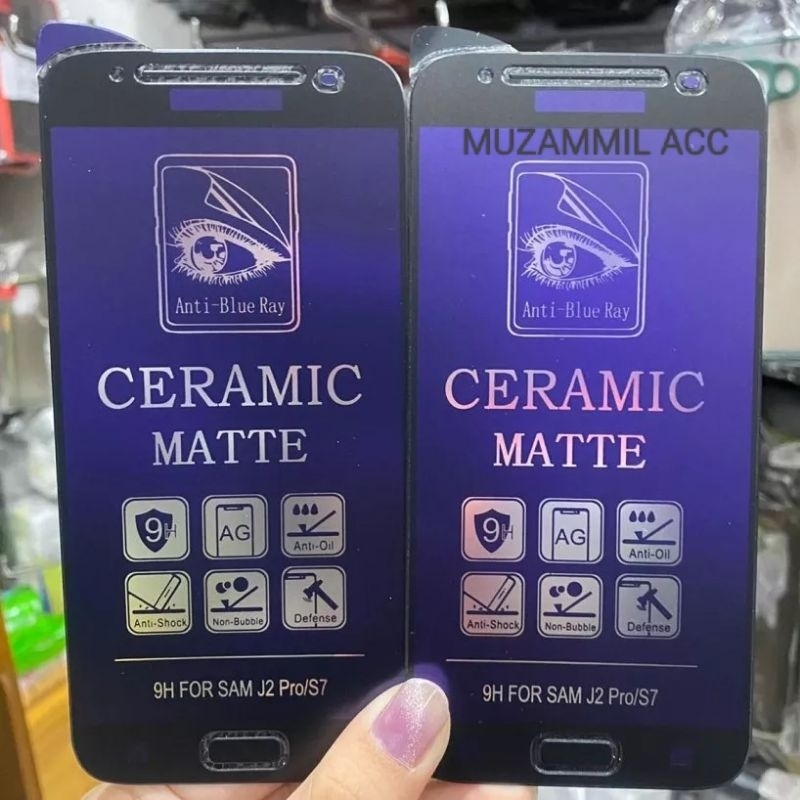 MUZAMMIL ACC
Anti-Blue Ray
CERAMIC
MATTE
9H
AG
Anti-Oil
Anti-Shock
Non-Bubble
Defense
9H FOR SAM J2 Pro/S7
Anti-Blue Ray
CERAMIC
MATTE
9H
AG
Anti-Oil
Anti-Shock
Non-Bubble
Defense
9H FOR SAM J2 Pro/S7